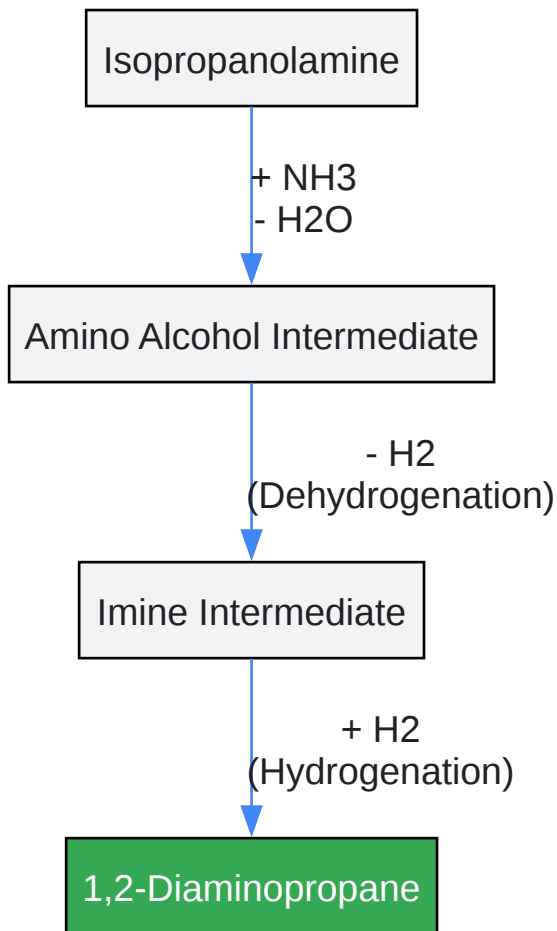 Isopropanolamine
+ NH3
- H2O
Amino Alcohol Intermediate
- H2
(Dehydrogenation)
Imine Intermediate
+ H2
(Hydrogenation)
1,2-Diaminopropane